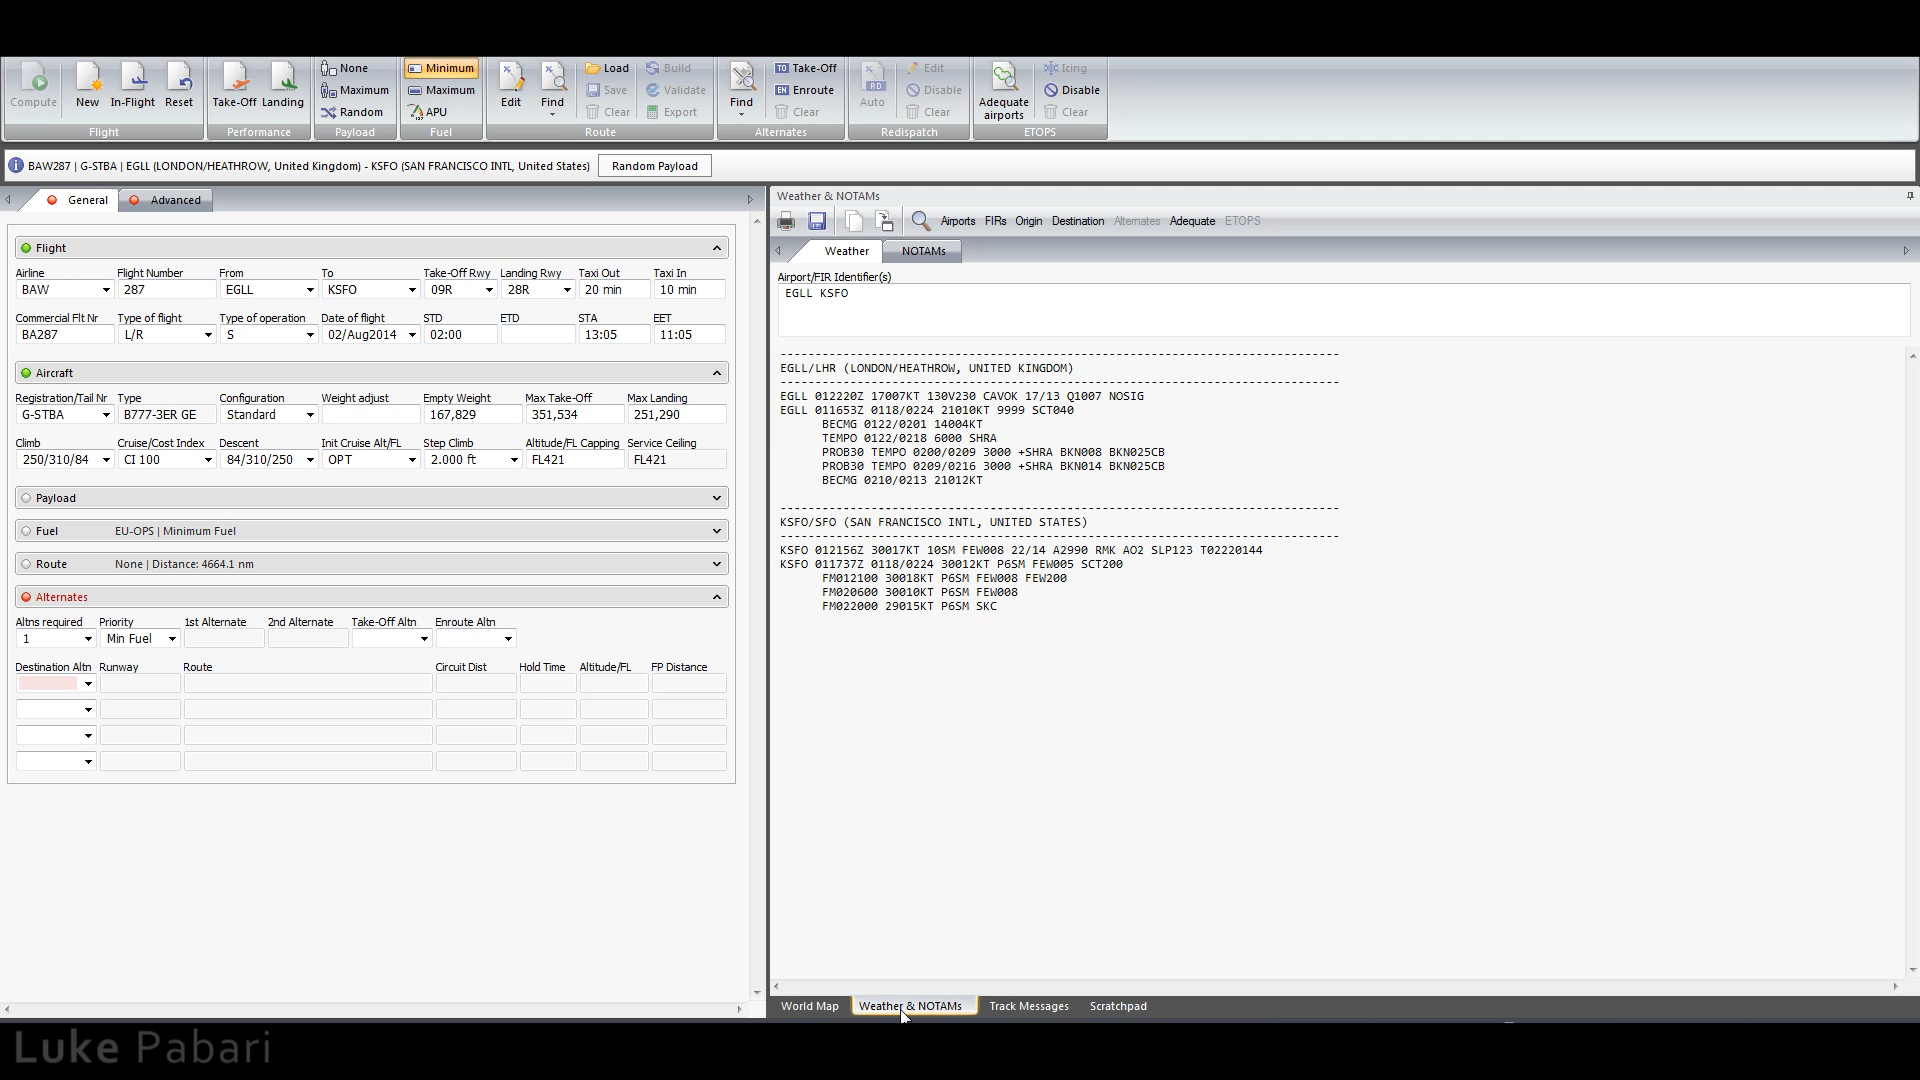 Compute
New
In-Flight
Reset
Flight
Take-Off
Landing
Performance
None
Maximum
Random
Payload
Minimum
Maximum
APU
Fuel
Edit
Find
Load
Save
Clear
Build
Validate
Export
Route
Find
TO Take-Off
EN Enroute
Clear
Alternates
RD
Auto
Edit
Disable
Clear
Redispatch
Adequate
airports
Icing
Disable
Clear
ETOPS
BAW287 | G-STBA | EGLL (LONDON/HEATHROW, United Kingdom) - KSFO (SAN FRANCISCO INTL, United States) Random Payload
General Advanced
Flight
Airline Flight Number From To Take-Off Rwy Landing Rwy Taxi Out Taxi In
BAW 287 EGLL KSFO 09R 28R 20 min 10 min
Commercial Flt Nr Type of flight Type of operation Date of flight STD ETD STA EET
BA287 L/R S 02/Aug2014 02:00 13:05 11:05
Aircraft
Registration/Tail Nr Type Configuration Weight adjust Empty Weight Max Take-Off Max Landing
G-STBA B777-3ER GE Standard 167,829 351,534 251,290
Climb Cruise/Cost Index Descent Init Cruise Alt/FL Step Climb Altitude/FL Capping Service Ceiling
250/310/84 CI 100 84/310/250 OPT 2.000 ft FL421 FL421
Payload
Fuel EU-OPS | Minimum Fuel
Route None | Distance: 4664.1 nm
Alternates
Altns required Priority 1st Alternate 2nd Alternate Take-Off Altn Enroute Altn
1 Min Fuel
Destination Altn Runway Route Circuit Dist Hold Time Altitude/FL FP Distance
Weather & NOTAMs
Airports FIRs Origin Destination Alternates Adequate ETOPS
Weather NOTAMs
Airport/FIR Identifier(s)
EGLL KSFO
--------------------------------------------------------------------------------
EGLL/LHR (LONDON/HEATHROW, UNITED KINGDOM)
--------------------------------------------------------------------------------
EGLL 012220Z 17007KT 130V230 CAVOK 17/13 Q1007 NOSIG
EGLL 011653Z 0118/0224 21010KT 9999 SCT040
BECMG 0122/0201 14004KT
TEMPO 0122/0218 6000 SHRA
PROB30 TEMPO 0200/0209 3000 +SHRA BKN008 BKN025CB
PROB30 TEMPO 0209/0216 3000 +SHRA BKN014 BKN025CB
BECMG 0210/0213 21012KT
--------------------------------------------------------------------------------
KSFO/SFO (SAN FRANCISCO INTL, UNITED STATES)
--------------------------------------------------------------------------------
KSFO 012156Z 30017KT 10SM FEW008 22/14 A2990 RMK AO2 SLP123 T02220144
KSFO 011737Z 0118/0224 30012KT P6SM FEW005 SCT200
FM012100 30018KT P6SM FEW008 FEW200
FM020600 30010KT P6SM FEW008
FM022000 29015KT P6SM SKC
World Map Weather & NOTAMs Track Messages Scratchpad
Luke Pabari